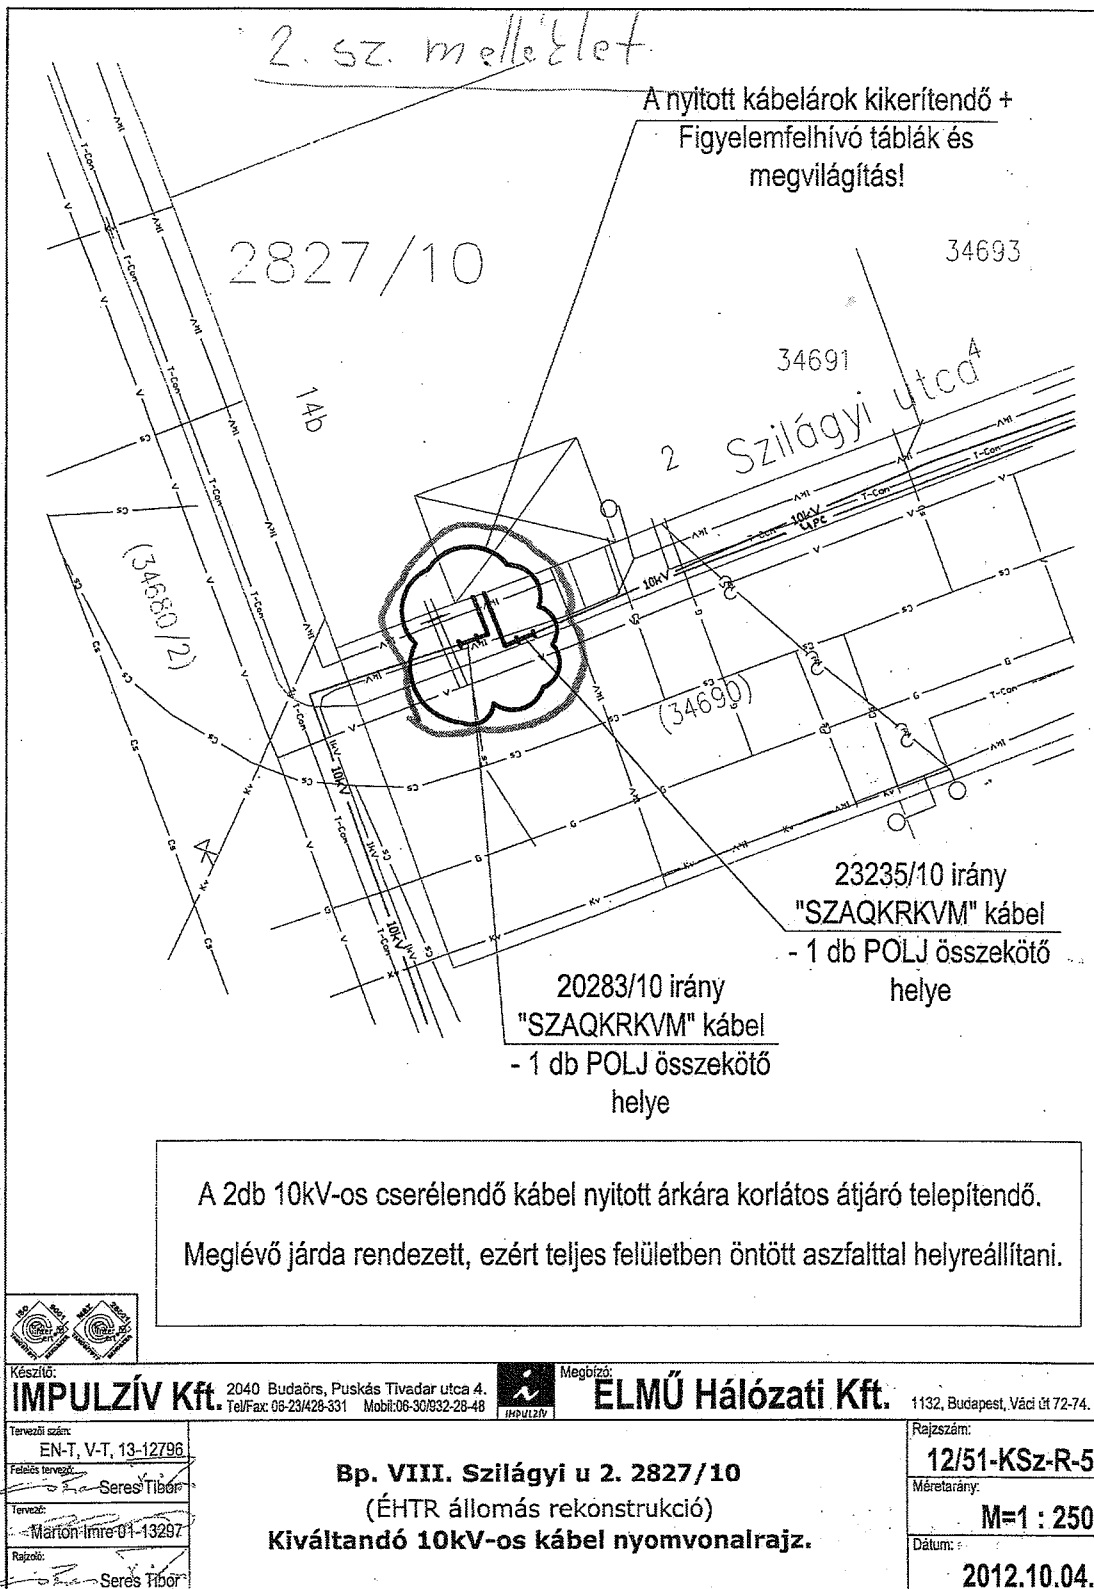 2. sz. melléklet
A nyitott kábelárok kikerítendő +
Figyelemfelhívó táblák és
megvilágítás!
2827/10
34693
34691
4
Szilágyi utca
2
14b
(34680/2)
(34690)
10kV
10kV
4pc
10kV
10kV
23235/10 irány
"SZAQKRKVM" kábel
- 1 db POLJ összekötő
helye
20283/10 irány
"SZAQKRKVM" kábel
- 1 db POLJ összekötő
helye
A 2db 10kV-os cserélendő kábel nyitott árkára korlátos átjáró telepítendő.
Meglévő járda rendezett, ezért teljes felületben öntött aszfalttal helyreállítani.
Készítő:
IMPULZÍV Kft. 2040 Budaörs, Puskás Tivadar utca 4.
Tel/Fax: 06-23/428-331 Mobil:06-30/932-28-48
IMPULZÍV
Megbízó:
ELMŰ Hálózati Kft. 1132, Budapest, Váci út 72-74.
Tervezői szám:
EN-T, V-T, 13-12796
Felelős tervező:
Seres Tibor
Tervező:
Marton Imre 01-13297
Rajzoló:
Seres Tibor
Bp. VIII. Szilágyi u 2. 2827/10
(ÉHTR állomás rekonstrukció)
Kiváltandó 10kV-os kábel nyomvonalrajz.
Rajzszám:
12/51-KSz-R-5
Méretarány:
M=1 : 250
Dátum:
2012.10.04.